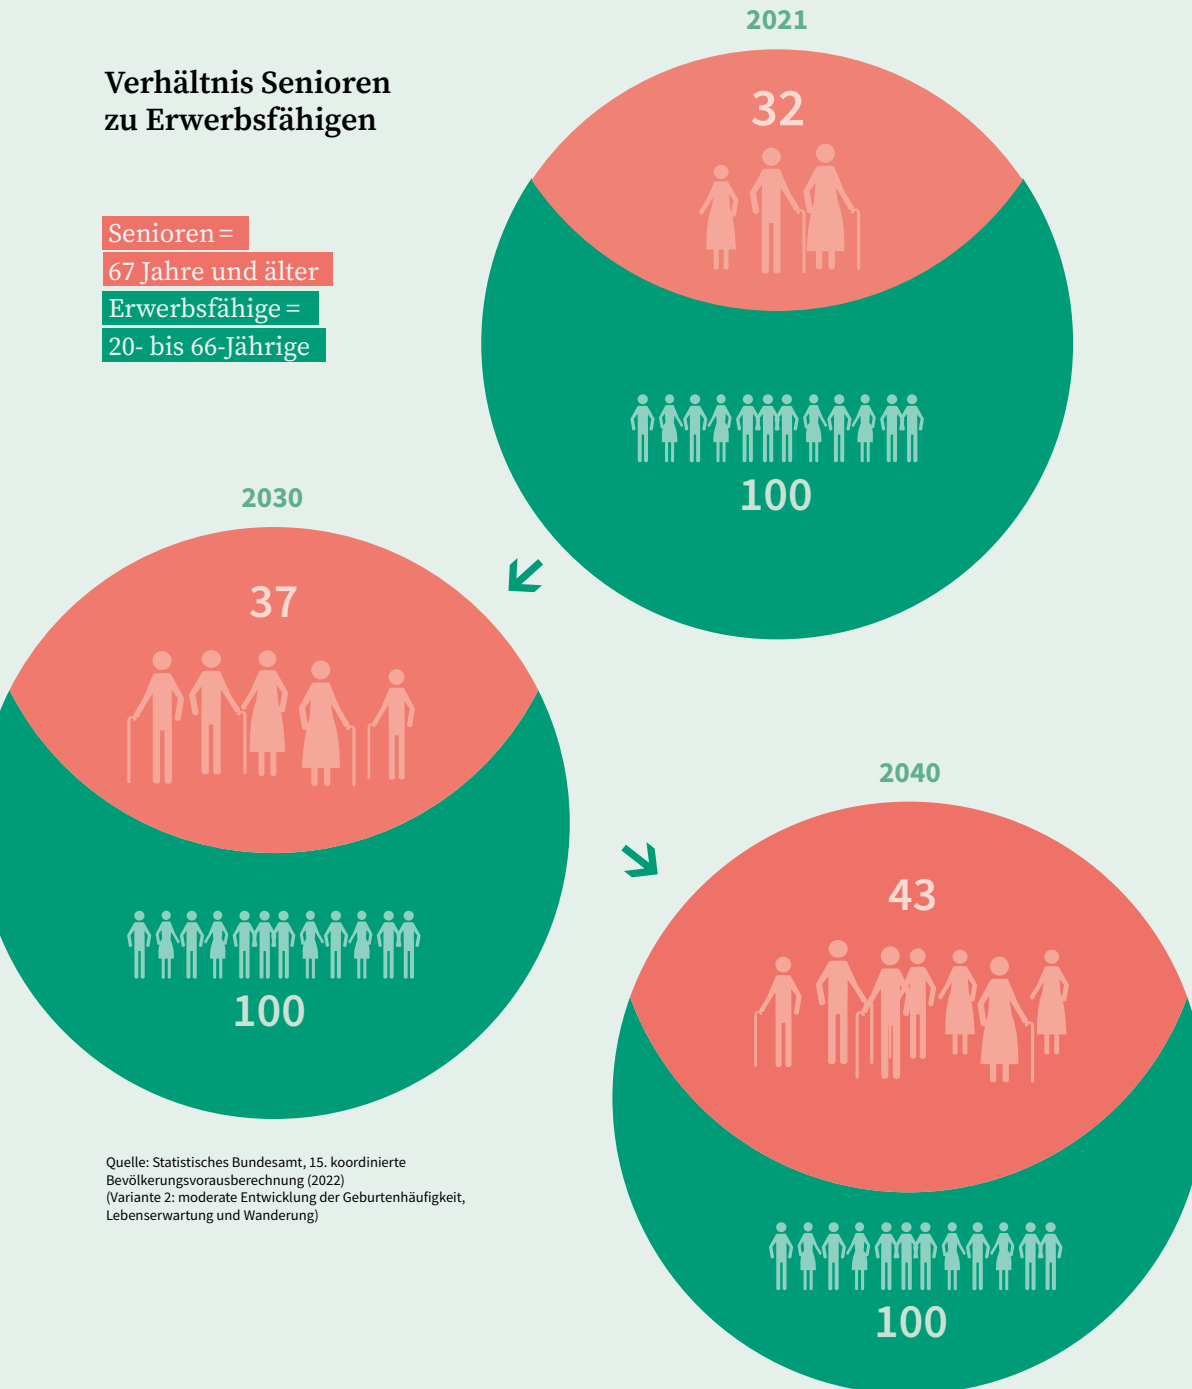 Verhältnis Senioren
zu Erwerbsfähigen
Senioren =
67 Jahre und älter
Erwerbsfähige =
20- bis 66-Jährige
2021
32
100
2030
37
100
2040
43
100
Quelle: Statistisches Bundesamt, 15. koordinierte
Bevölkerungsvorausberechnung (2022)
(Variante 2: moderate Entwicklung der Geburtenhäufigkeit,
Lebenserwartung und Wanderung)